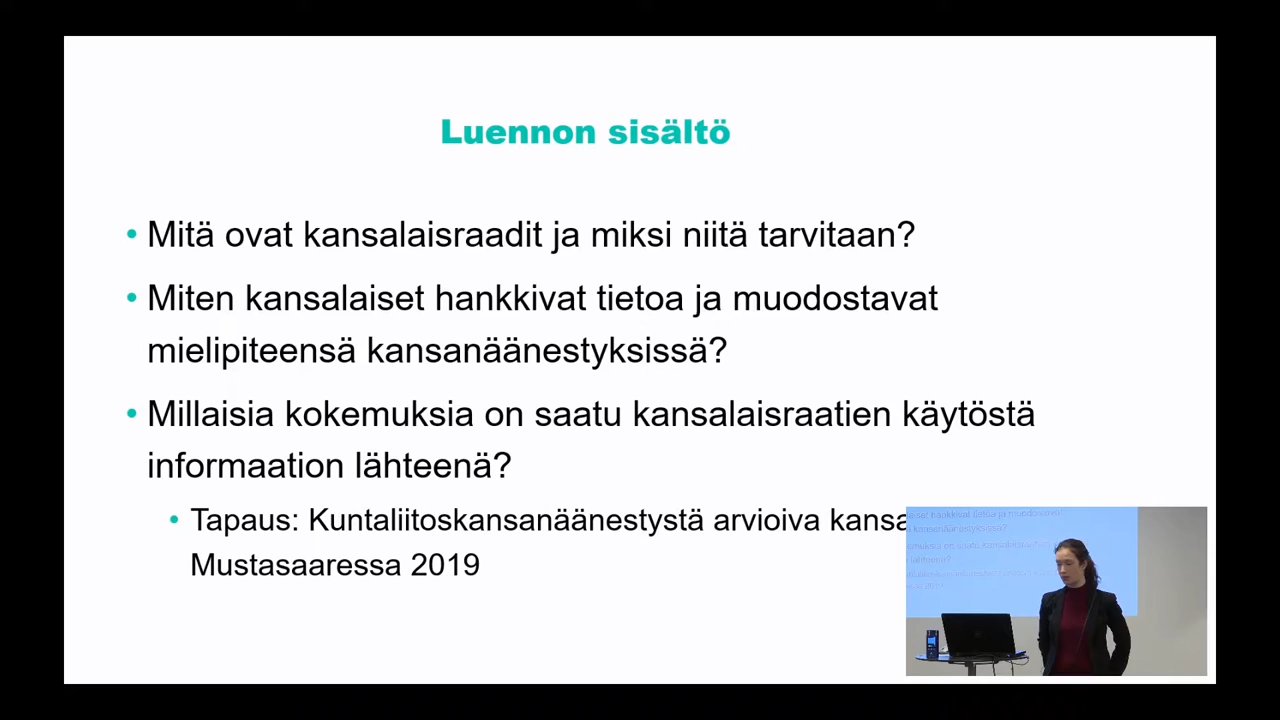 Luennon sisältö
• Mitä ovat kansalaisraadit ja miksi niitä tarvitaan?
• Miten kansalaiset hankkivat tietoa ja muodostavat
mielipiteensä kansanäänestyksissä?
• Millaisia kokemuksia on saatu kansalaisraatien käytöstä
informaation lähteenä?
• Tapaus: Kuntaliitoskansanäänestystä arvioiva kansa
Mustasaaressa 2019